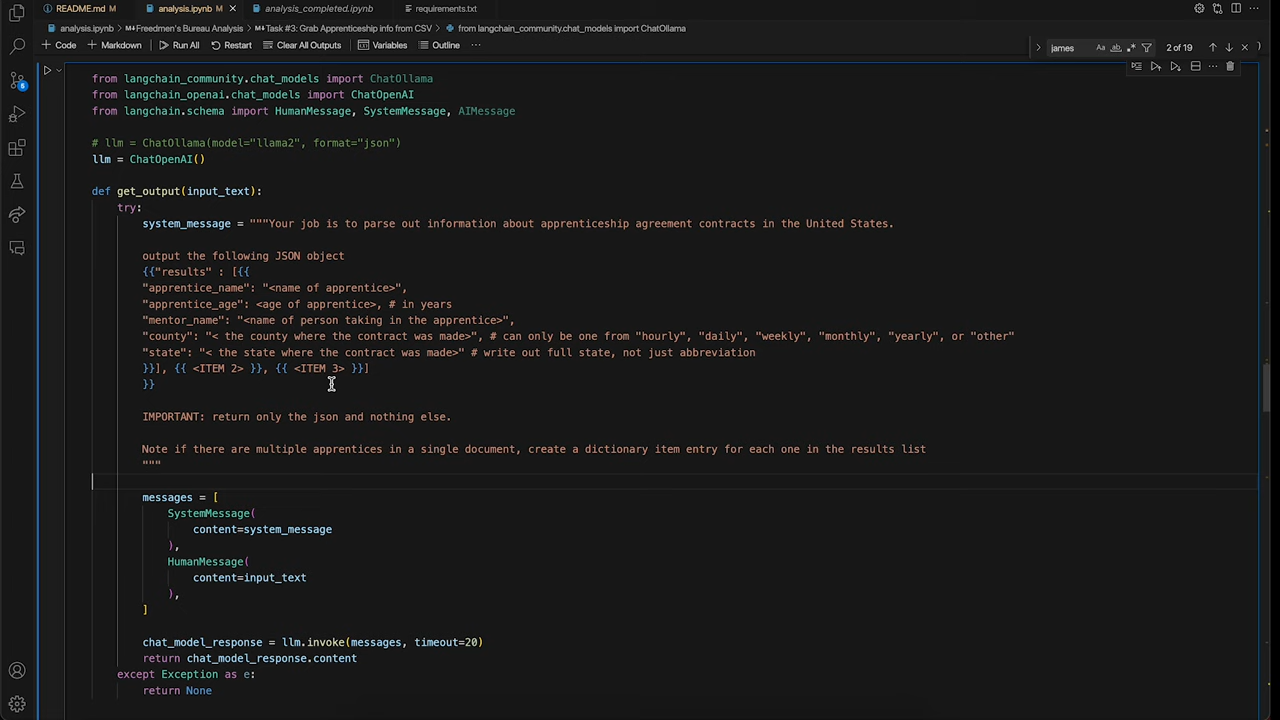 README.md M analysis.ipynb M × analysis_completed.ipynb requirements.txt
analysis.ipynb > Freedmen's Bureau Analysis > Task #3: Grab Apprenticeship info from CSV > from langchain_community.chat_models import ChatOllama
+ Code + Markdown Run All Restart Clear All Outputs Variables Outline ...
james Aa ab .* 2 of 19
5
from langchain_community.chat_models import ChatOllama
from langchain_openai.chat_models import ChatOpenAI
from langchain.schema import HumanMessage, SystemMessage, AIMessage
# llm = ChatOllama(model="llama2", format="json")
llm = ChatOpenAI()
def get_output(input_text):
try:
system_message = """Your job is to parse out information about apprenticeship agreement contracts in the United States.
output the following JSON object
{{"results" : [{{
"apprentice_name": "<name of apprentice>",
"apprentice_age": <age of apprentice>, # in years
"mentor_name": "<name of person taking in the apprentice>",
"county": "< the county where the contract was made>", # can only be one from "hourly", "daily", "weekly", "monthly", "yearly", or "other"
"state": "< the state where the contract was made>" # write out full state, not just abbreviation
}}], {{ <ITEM 2> }}, {{ <ITEM 3> }}]
}}
IMPORTANT: return only the json and nothing else.
Note if there are multiple apprentices in a single document, create a dictionary item entry for each one in the results list
"""
messages = [
SystemMessage(
content=system_message
),
HumanMessage(
content=input_text
),
]
chat_model_response = llm.invoke(messages, timeout=20)
return chat_model_response.content
except Exception as e:
return None